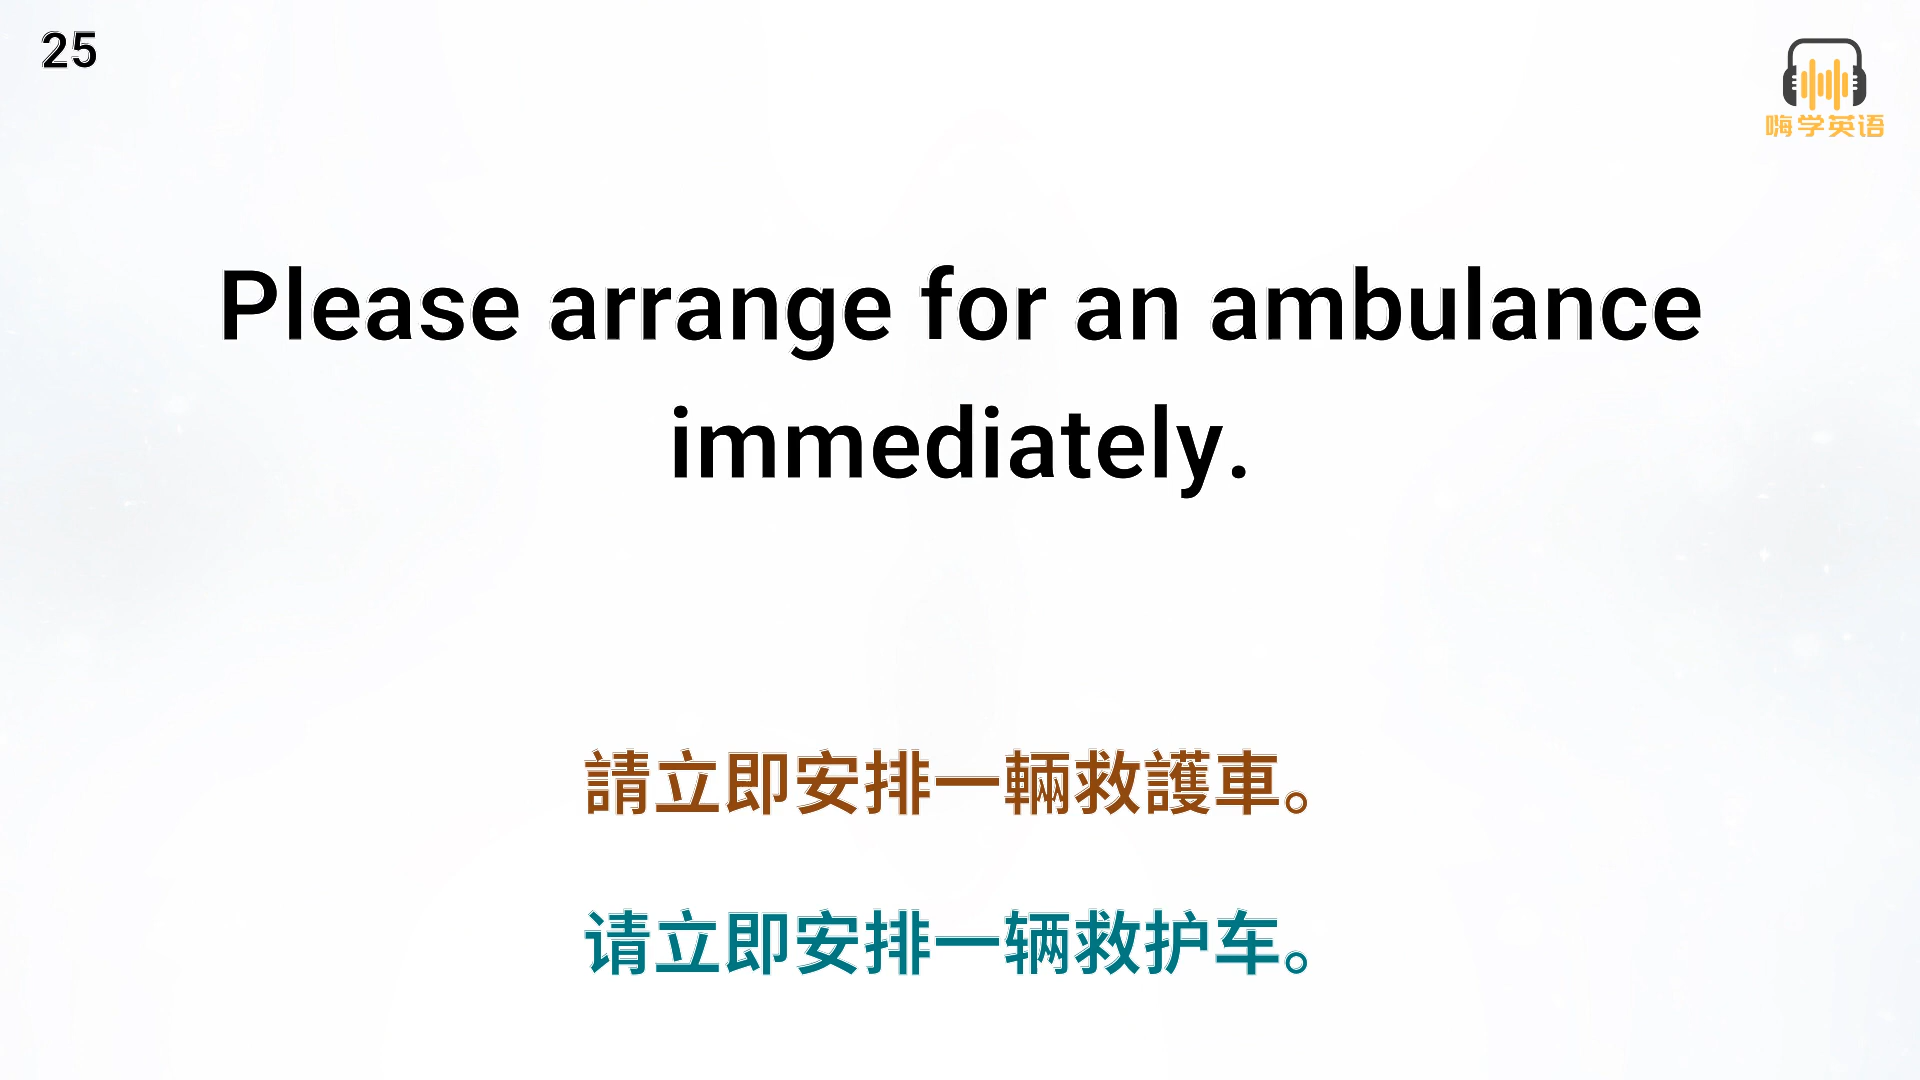 25
嗨学英语
Please arrange for an ambulance
immediately.
請立即安排一輛救護車。
请立即安排一辆救护车。